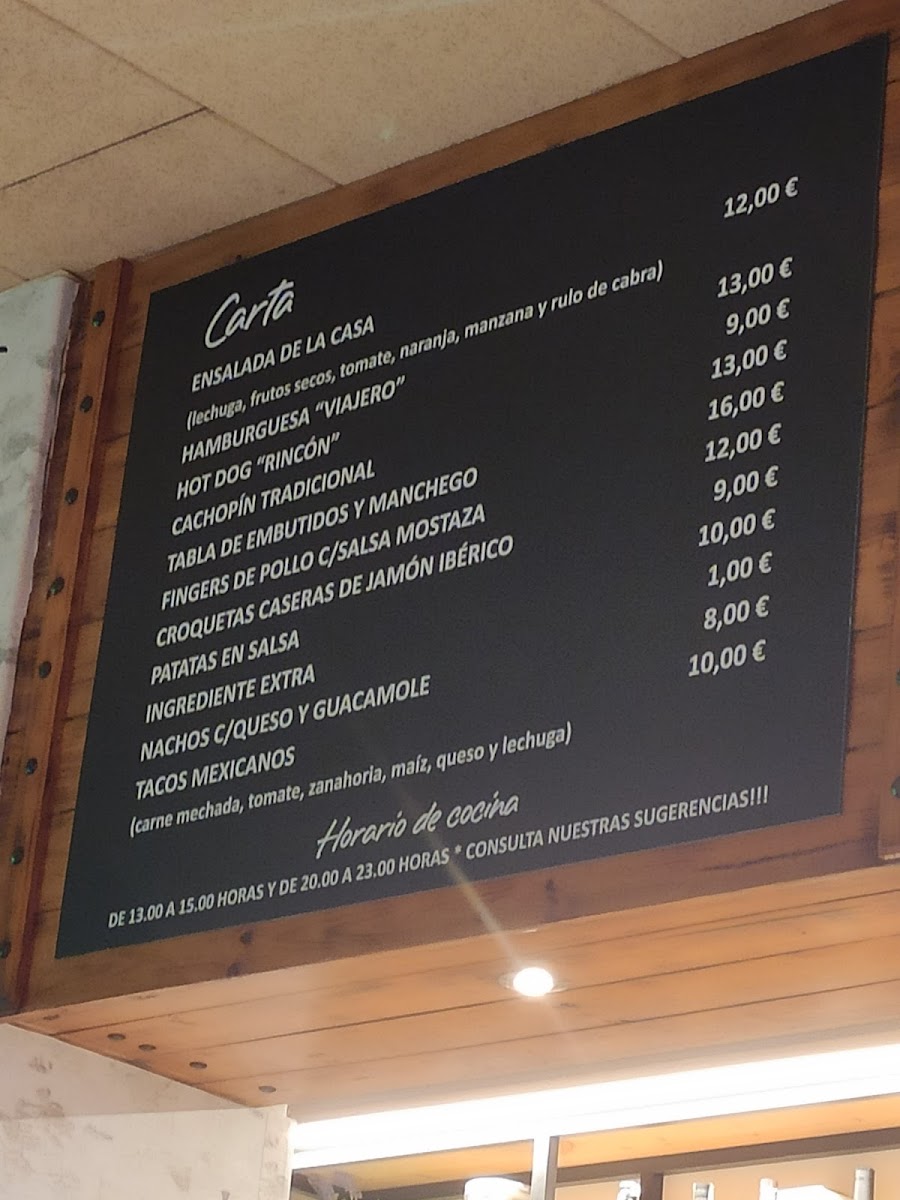 Carta
ENSALADA DE LA CASA 12,00 €
(lechuga, frutos secos, tomate, naranja, manzana y rulo de cabra)
HAMBURGUESA “VIAJERO” 13,00 €
HOT DOG “RINCÓN” 9,00 €
CACHOPÍN TRADICIONAL 13,00 €
TABLA DE EMBUTIDOS Y MANCHEGO 16,00 €
FINGERS DE POLLO C/SALSA MOSTAZA 12,00 €
CROQUETAS CASERAS DE JAMÓN IBÉRICO 9,00 €
PATATAS EN SALSA 10,00 €
INGREDIENTE EXTRA 1,00 €
NACHOS C/QUESO Y GUACAMOLE 8,00 €
TACOS MEXICANOS 10,00 €
(carne mechada, tomate, zanahoria, maíz, queso y lechuga)
Horario de cocina
DE 13.00 A 15.00 HORAS Y DE 20.00 A 23.00 HORAS * CONSULTA NUESTRAS SUGERENCIAS!!!